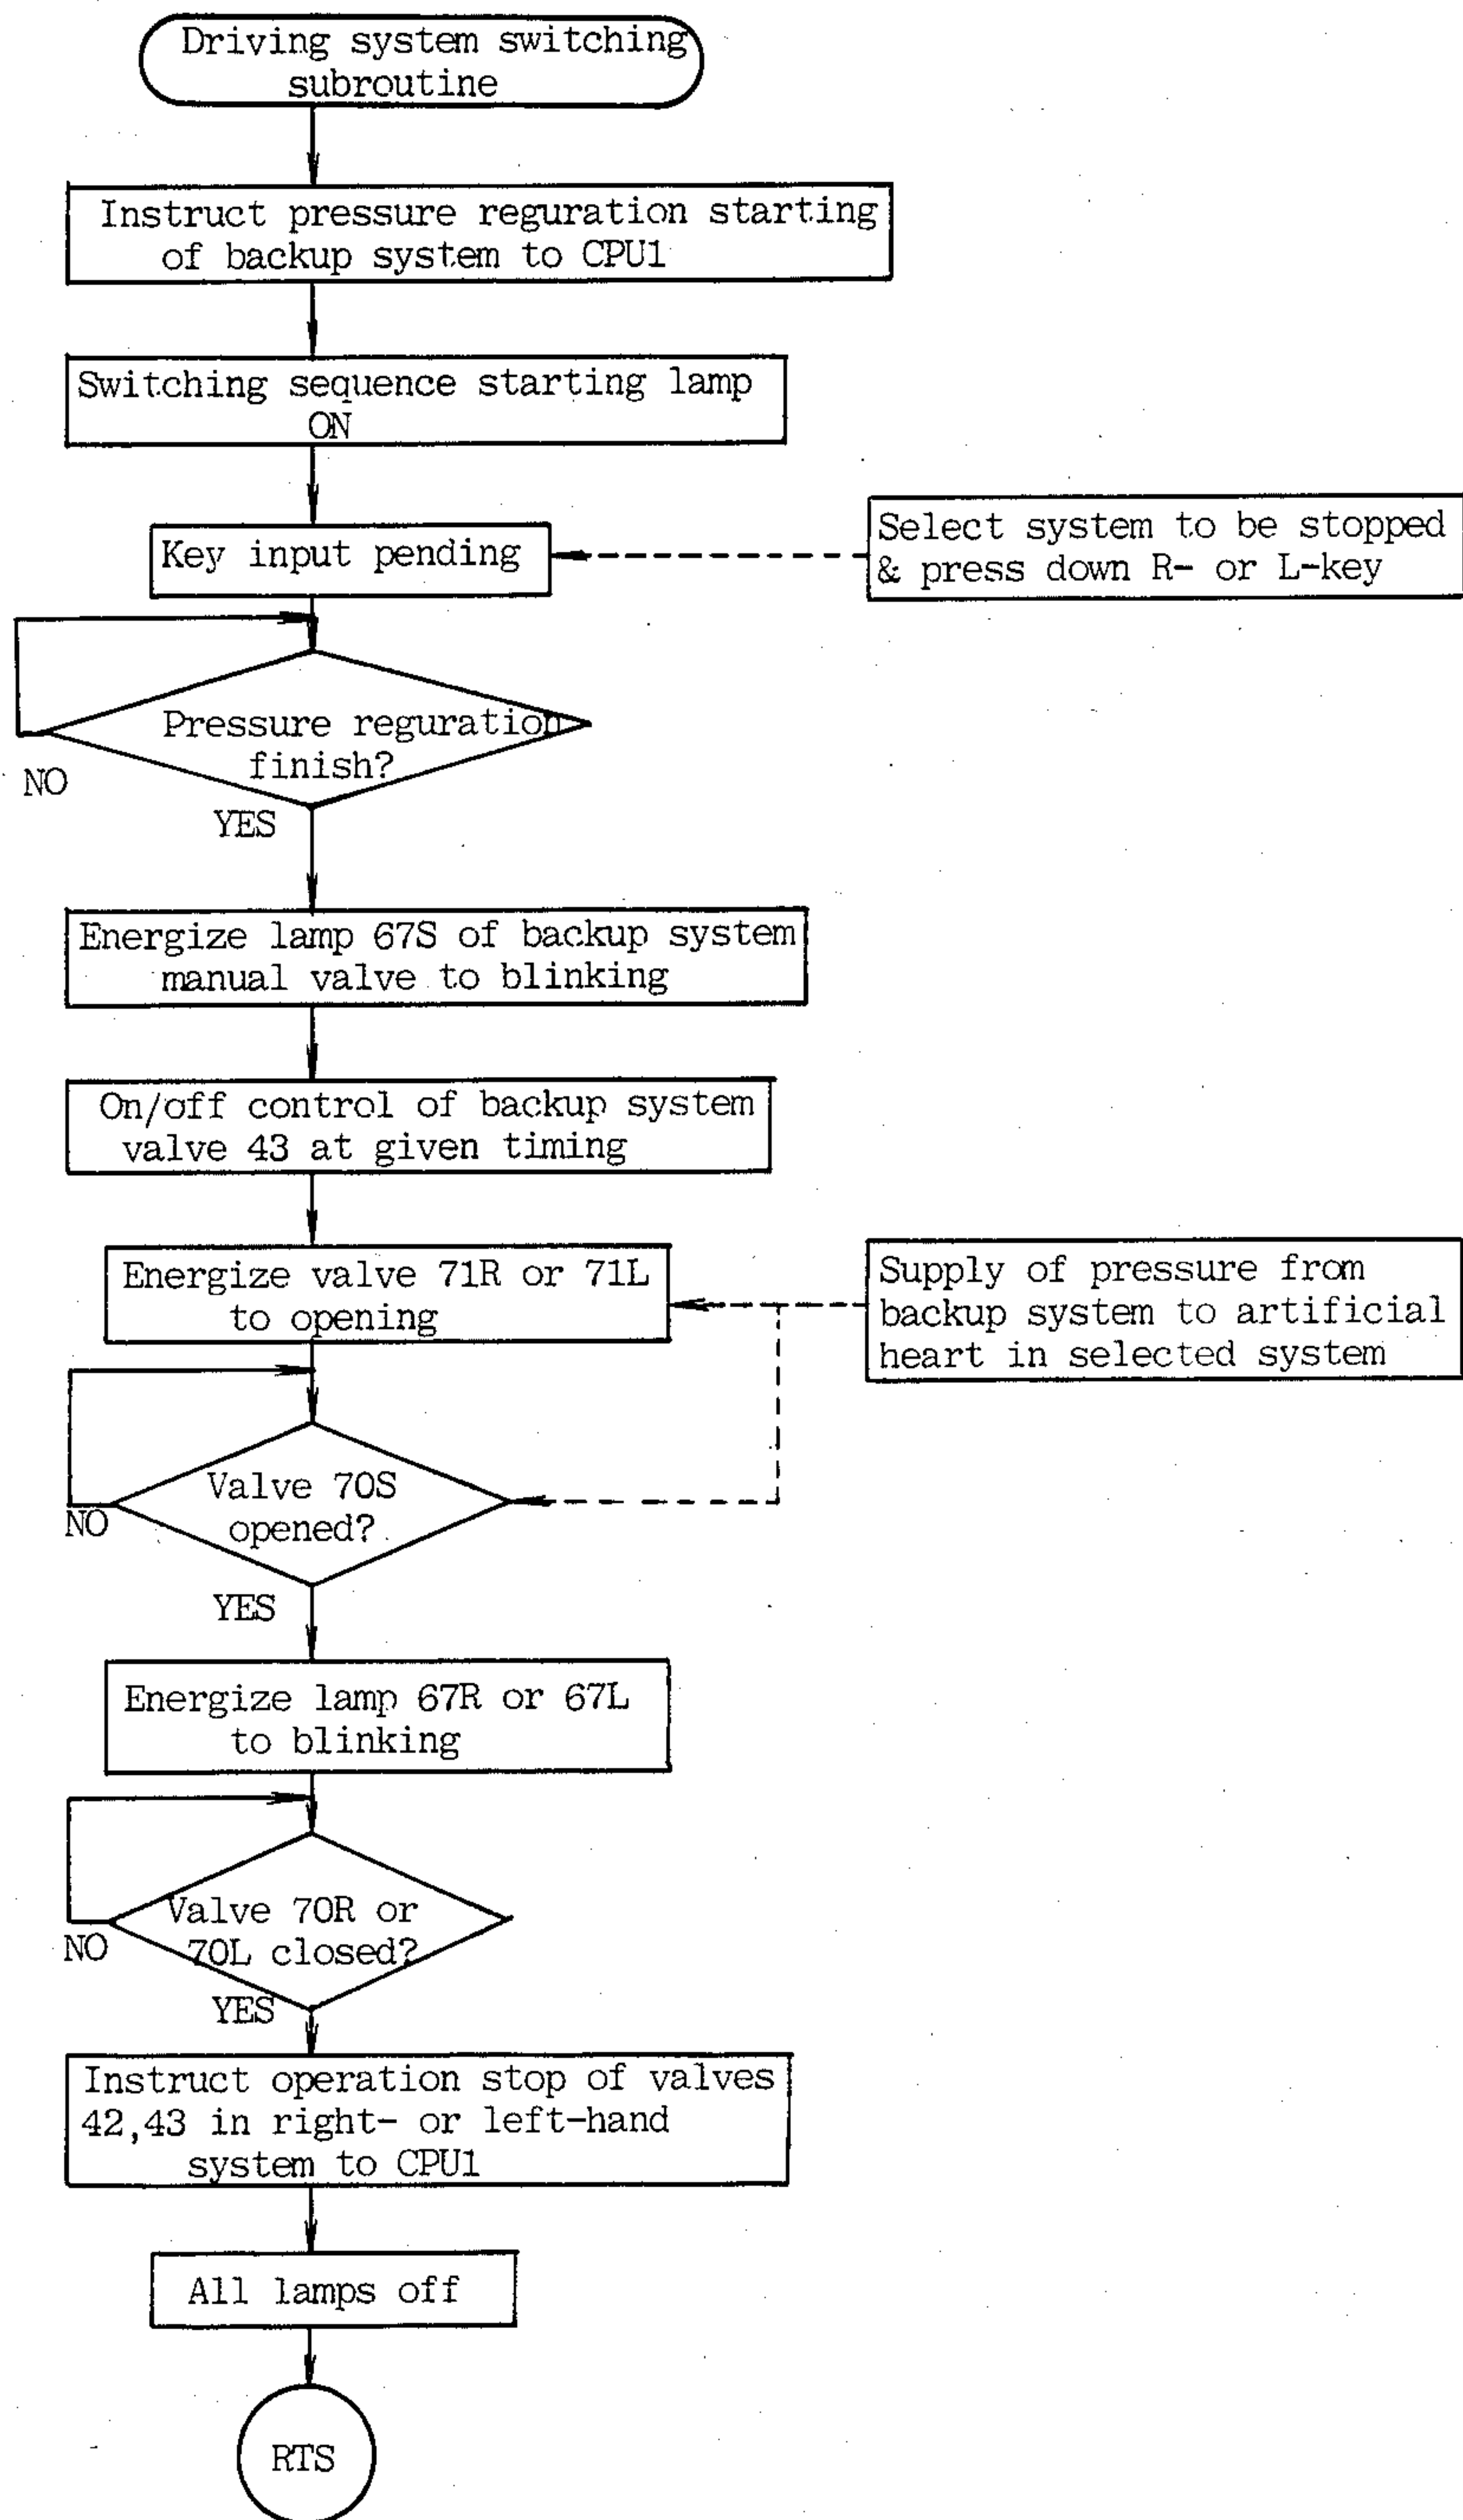 Driving system switching
subroutine
Instruct pressure reguration starting
of backup system to CPU1
Switching sequence starting lamp
ON
Key input pending
Select system to be stopped
& press down R- or L-key
Pressure reguration
finish?
NO
YES
Energize lamp 67S of backup system
manual valve to blinking
On/off control of backup system
valve 43 at given timing
Energize valve 71R or 71L
to opening
Supply of pressure from
backup system to artificial
heart in selected system
Valve 70S
opened?
NO
YES
Energize lamp 67R or 67L
to blinking
Valve 70R or
70L closed?
NO
YES
Instruct operation stop of valves
42,43 in right- or left-hand
system to CPU1
All lamps off
RTS